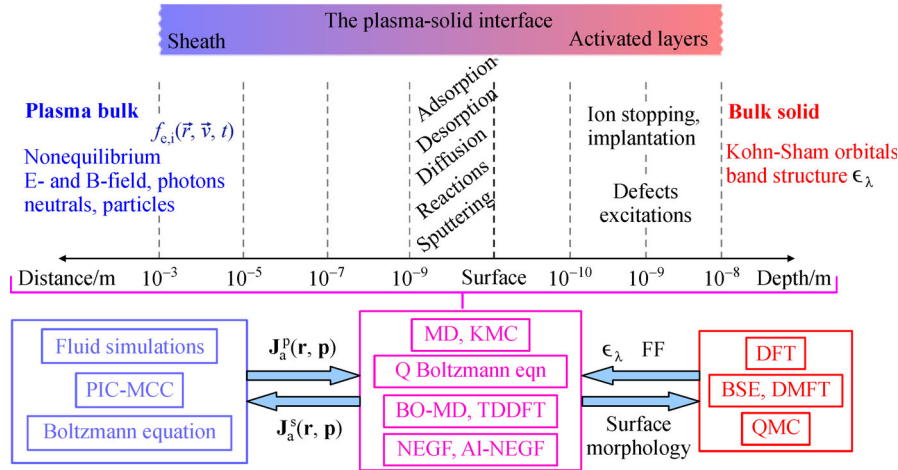 The plasma-solid interface
Sheath
Activated layers
Plasma bulk
f_{e,i}(r⃗, v⃗, t)
Nonequilibrium
E- and B-field, photons
neutrals, particles
Adsorption
Desorption
Diffusion
Reactions
Sputtering
Ion stopping,
implantation
Defects
excitations
Bulk solid
Kohn-Sham orbitals
band structure ϵ_λ
Distance/m 10⁻³ 10⁻⁵ 10⁻⁷ 10⁻⁹ Surface 10⁻¹⁰ 10⁻⁹ 10⁻⁸ Depth/m
Fluid simulations
PIC-MCC
Boltzmann equation
J_a^p(r, p)
J_a^s(r, p)
MD, KMC
Q Boltzmann eqn
BO-MD, TDDFT
NEGF, AI-NEGF
ϵ_λ FF
Surface
morphology
DFT
BSE, DMFT
QMC